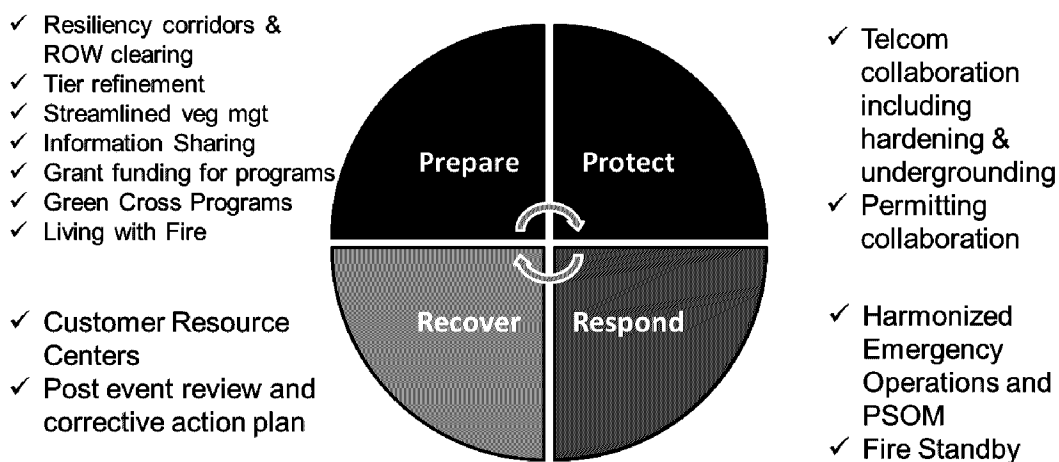 ✓ Resiliency corridors &
ROW clearing
✓ Tier refinement
✓ Streamlined veg mgt
✓ Information Sharing
✓ Grant funding for programs
✓ Green Cross Programs
✓ Living with Fire
Prepare
Protect
✓ Telcom
collaboration
including
hardening &
undergrounding
✓ Permitting
collaboration
✓ Customer Resource
Centers
✓ Post event review and
corrective action plan
Recover
Respond
✓ Harmonized
Emergency
Operations and
PSOM
✓ Fire Standby